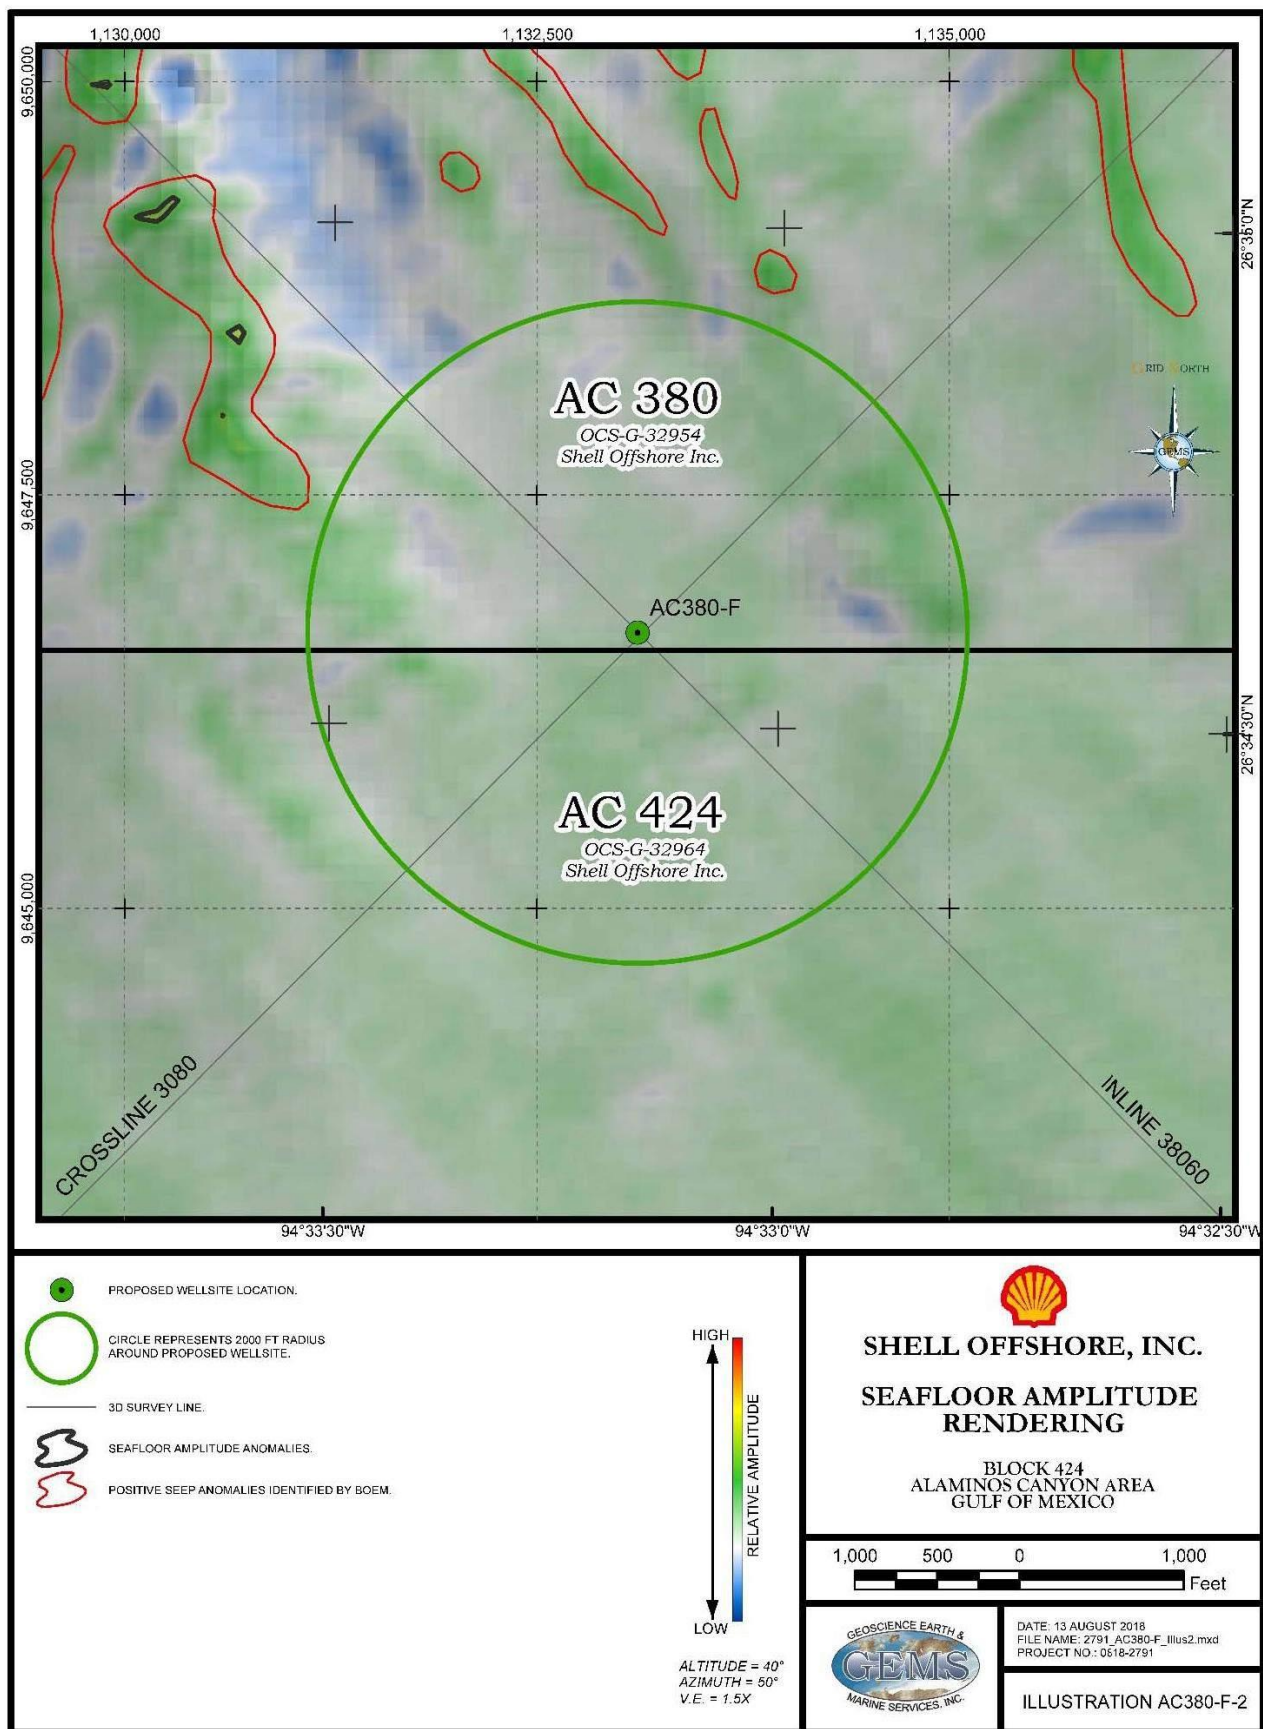 1,130,000
1,132,500
1,135,000
9,650,000
26°35'0"N
GRID NORTH
GEMS
AC 380
OCS-G-32954
Shell Offshore Inc.
9,647,500
AC380-F
26°34'30"N
AC 424
OCS-G-32964
Shell Offshore Inc.
9,645,000
CROSSLINE 3080
INLINE 38060
94°33'30"W
94°33'0"W
94°32'30"W
PROPOSED WELLSITE LOCATION.
CIRCLE REPRESENTS 2000 FT RADIUS
AROUND PROPOSED WELLSITE.
3D SURVEY LINE.
SEAFLOOR AMPLITUDE ANOMALIES.
POSITIVE SEEP ANOMALIES IDENTIFIED BY BOEM.
HIGH
RELATIVE AMPLITUDE
LOW
ALTITUDE = 40°
AZIMUTH = 50°
V.E. = 1.5X
SHELL OFFSHORE, INC.
SEAFLOOR AMPLITUDE
RENDERING
BLOCK 424
ALAMINOS CANYON AREA
GULF OF MEXICO
1,000 500 0 1,000
Feet
GEOSCIENCE EARTH &
GEMS
MARINE SERVICES, INC.
DATE: 13 AUGUST 2018
FILE NAME: 2791_AC380-F_Illus2.mxd
PROJECT NO.: 0518-2791
ILLUSTRATION AC380-F-2